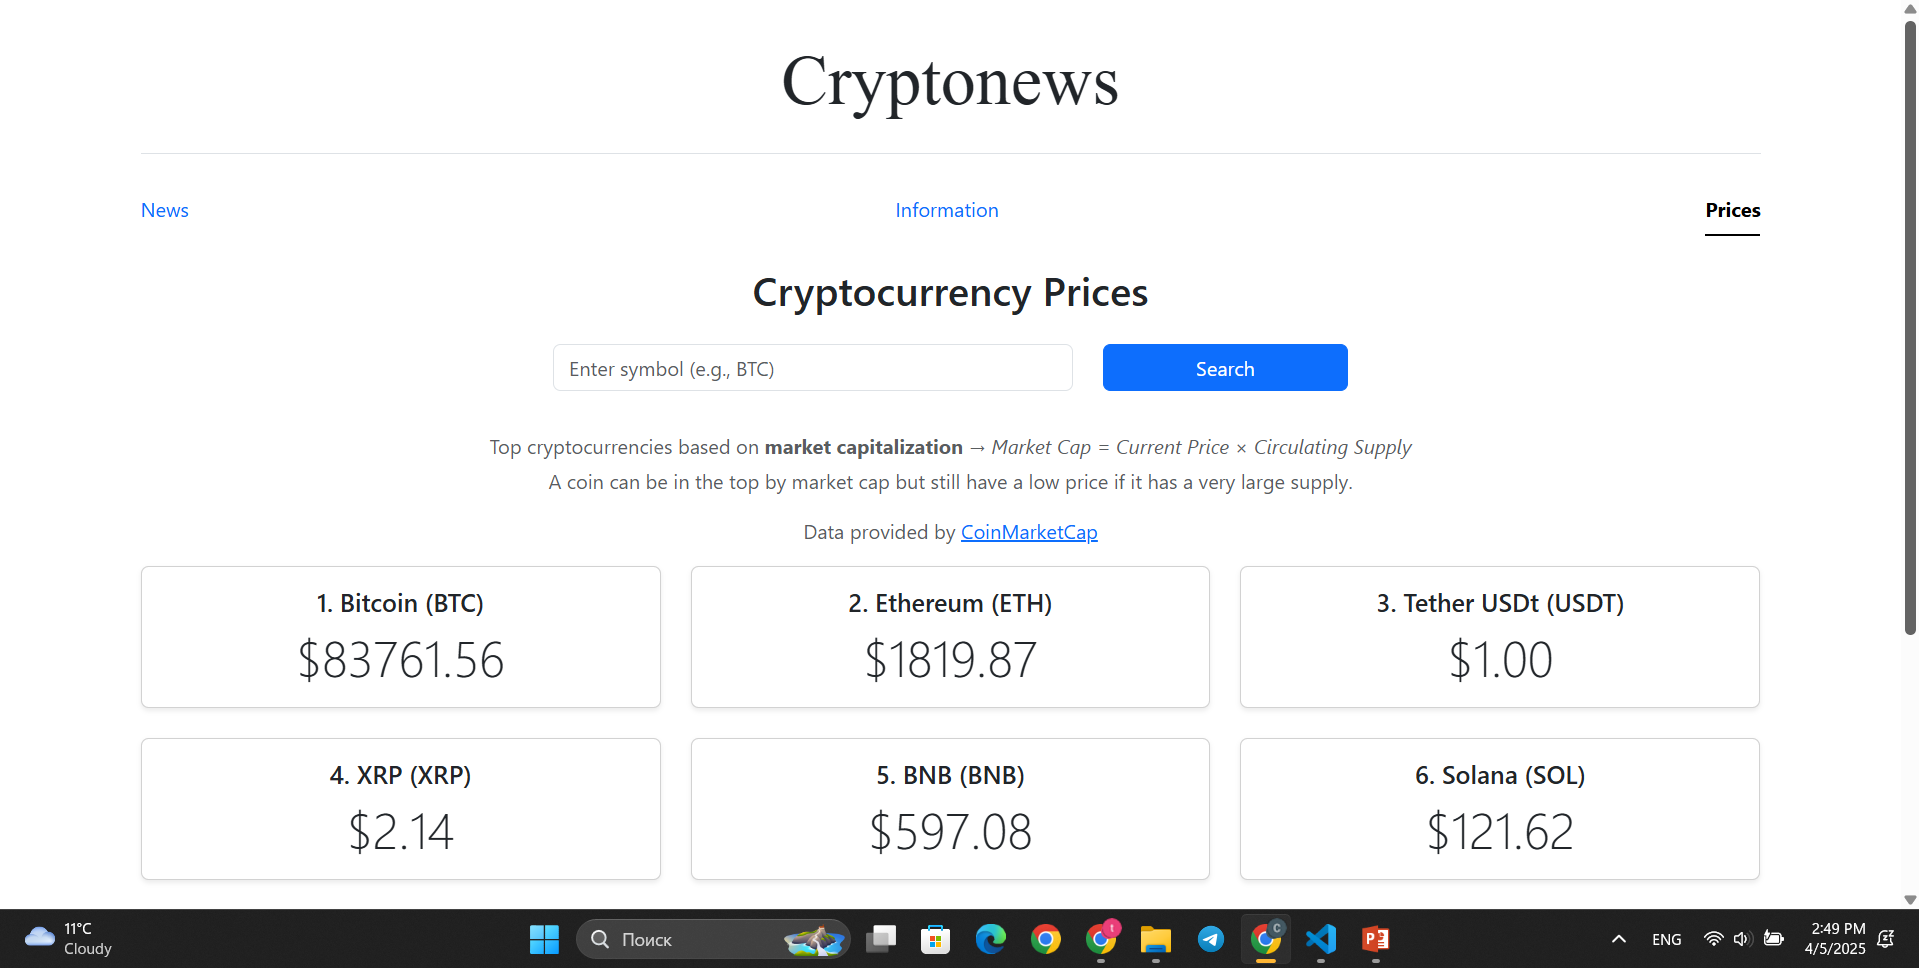 Cryptonews
News Information Prices
Cryptocurrency Prices
Enter symbol (e.g., BTC) Search
Top cryptocurrencies based on market capitalization → Market Cap = Current Price × Circulating Supply
A coin can be in the top by market cap but still have a low price if it has a very large supply.
Data provided by CoinMarketCap
1. Bitcoin (BTC)
$83761.56
2. Ethereum (ETH)
$1819.87
3. Tether USDt (USDT)
$1.00
4. XRP (XRP)
$2.14
5. BNB (BNB)
$597.08
6. Solana (SOL)
$121.62
11°C
Cloudy
Поиск
t
C
P
ENG
2:49 PM
4/5/2025